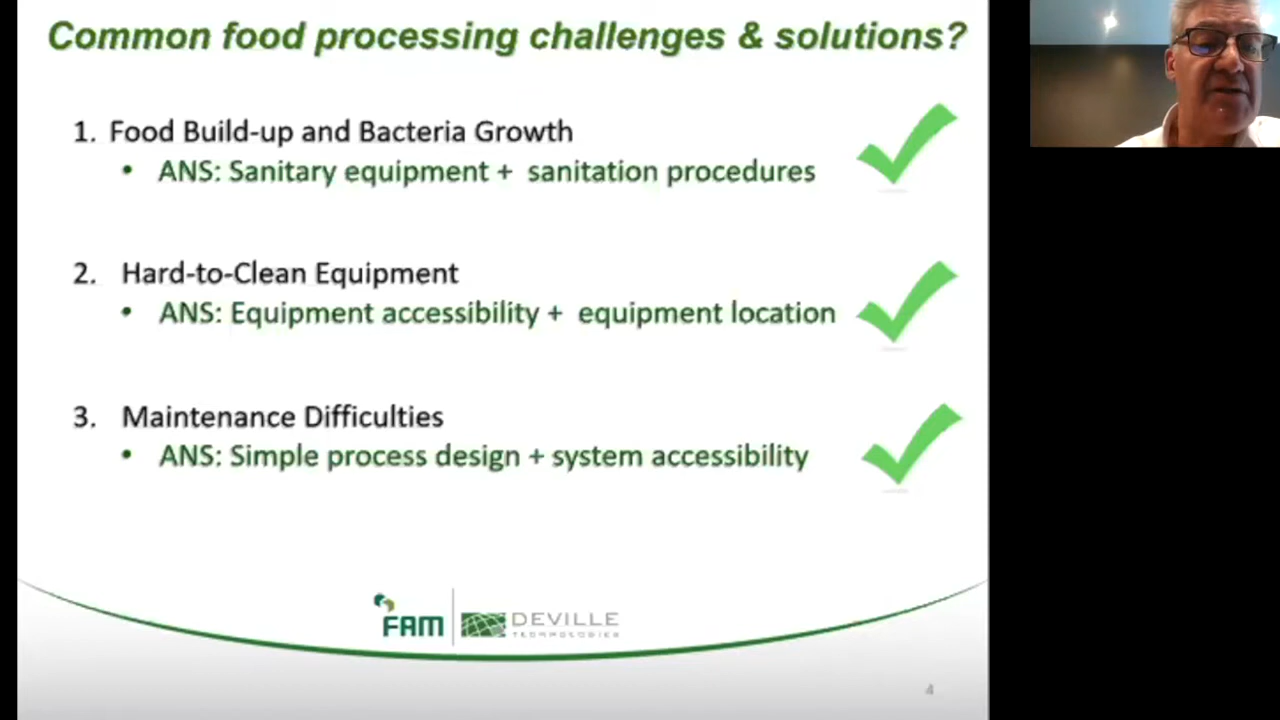 Common food processing challenges & solutions?
1. Food Build-up and Bacteria Growth
• ANS: Sanitary equipment + sanitation procedures
2. Hard-to-Clean Equipment
• ANS: Equipment accessibility + equipment location
3. Maintenance Difficulties
• ANS: Simple process design + system accessibility
FAM
DEVILLE
TECHNOLOGIES
4